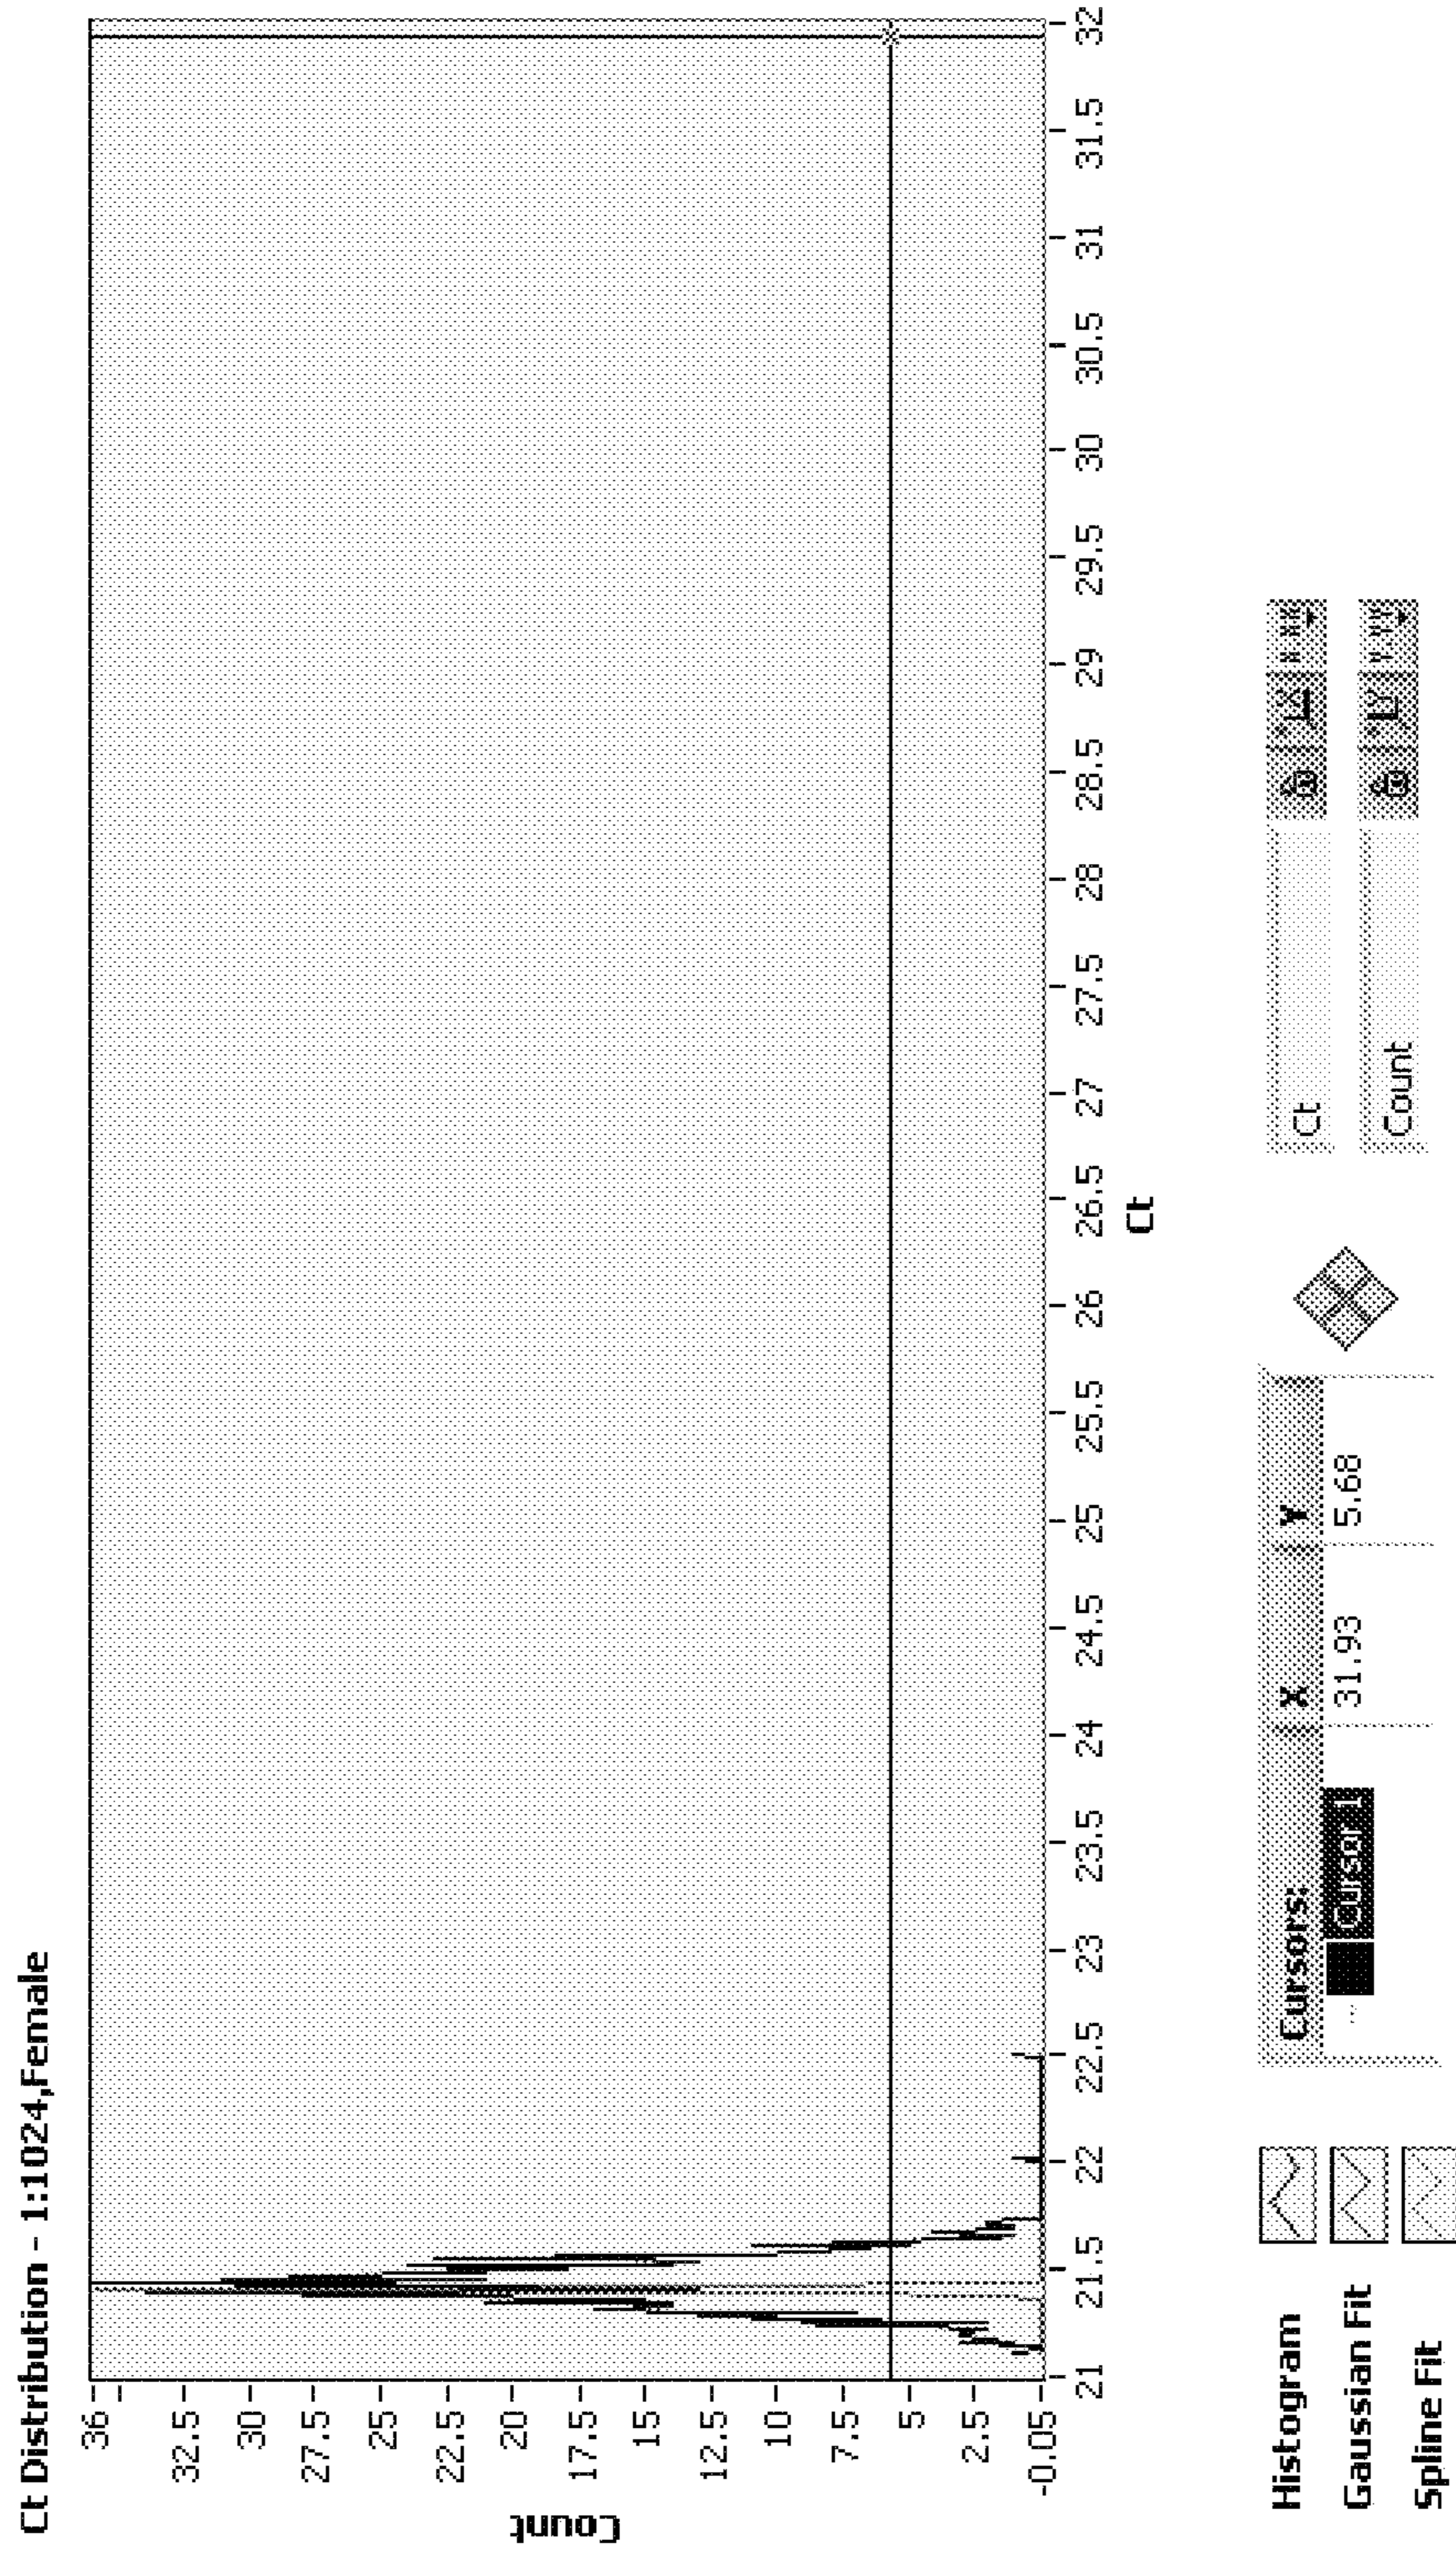 Ct Distribution - 1:1024,Female
Count
36
32.5
30
27.5
25
22.5
20
17.5
15
12.5
10
7.5
5
2.5
-0.05
21 21.5 22 22.5 23 23.5 24 24.5 25 25.5 26 26.5 27 27.5 28 28.5 29 29.5 30 30.5 31 31.5 32
Ct
Histogram
Gaussian Fit
Spline Fit
Cursors: X Y
Cursor 1 31.93 5.68
Ct
Count